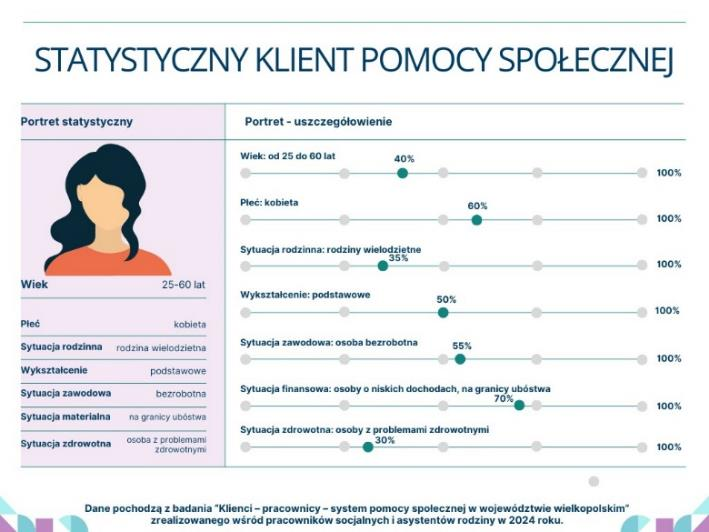 STATYSTYCZNY KLIENT POMOCY SPOŁECZNEJ
Portret statystyczny
Wiek 25-60 lat
Płeć kobieta
Sytuacja rodzinna rodzina wielodzietna
Wykształcenie podstawowe
Sytuacja zawodowa bezrobotna
Sytuacja materialna na granicy ubóstwa
Sytuacja zdrowotna osoba z problemami
zdrowotnymi
Portret - uszczegółowienie
Wiek: od 25 do 60 lat
40%
100%
Płeć: kobieta
60%
100%
Sytuacja rodzinna: rodziny wielodzietne
35%
100%
Wykształcenie: podstawowe
50%
100%
Sytuacja zawodowa: osoba bezrobotna
55%
100%
Sytuacja finansowa: osoby o niskich dochodach, na granicy ubóstwa
70%
100%
Sytuacja zdrowotna: osoby z problemami zdrowotnymi
30%
100%
Dane pochodzą z badania "Klienci – pracownicy – system pomocy społecznej w województwie wielkopolskim"
zrealizowanego wśród pracowników socjalnych i asystentów rodziny w 2024 roku.